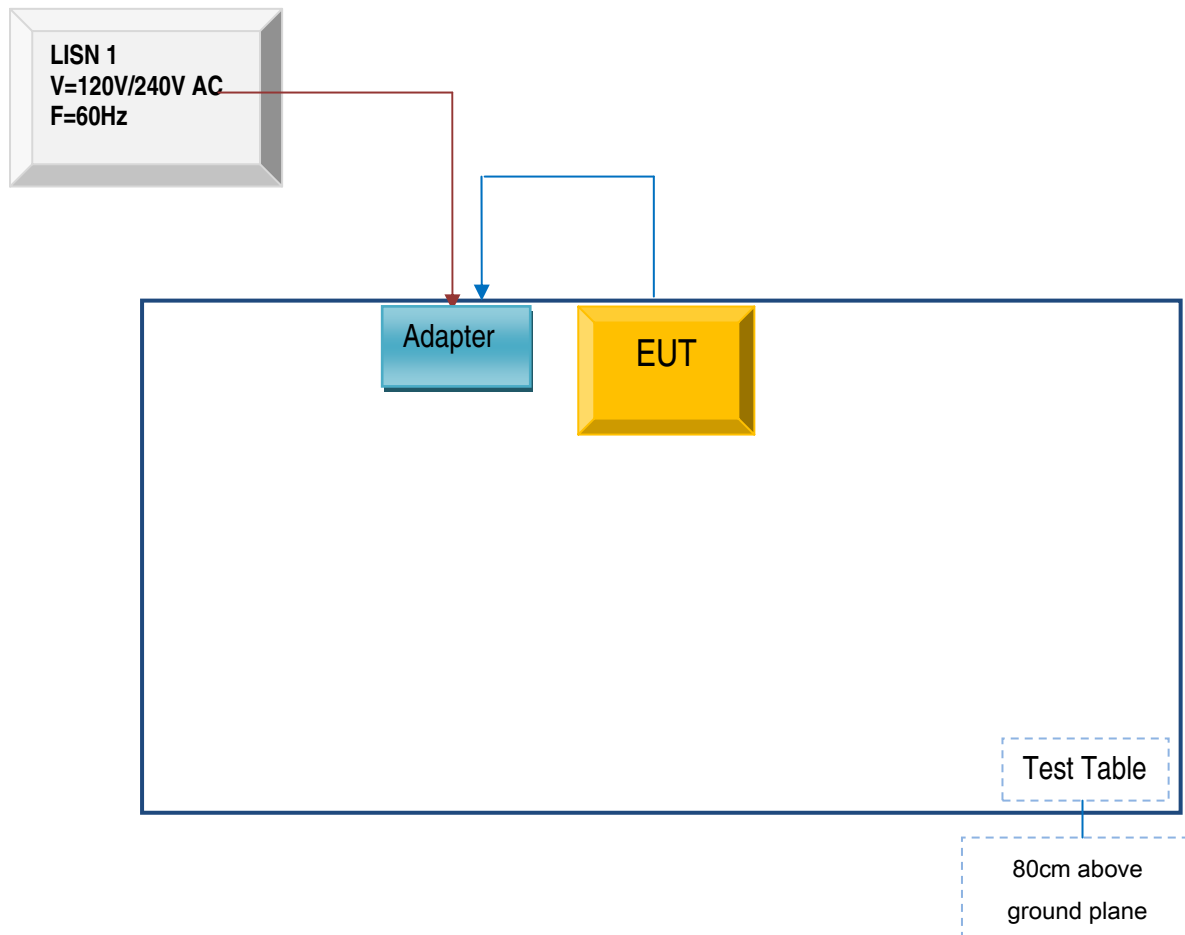 LISN 1
V=120V/240V AC
F=60Hz
Adapter
EUT
Test Table
80cm above
ground plane